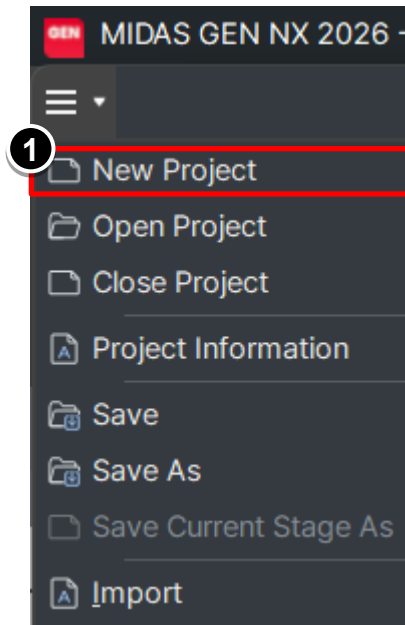 GEN MIDAS GEN NX 2026 -
1
New Project
Open Project
Close Project
A Project Information
Save
Save As
Save Current Stage As
A Import